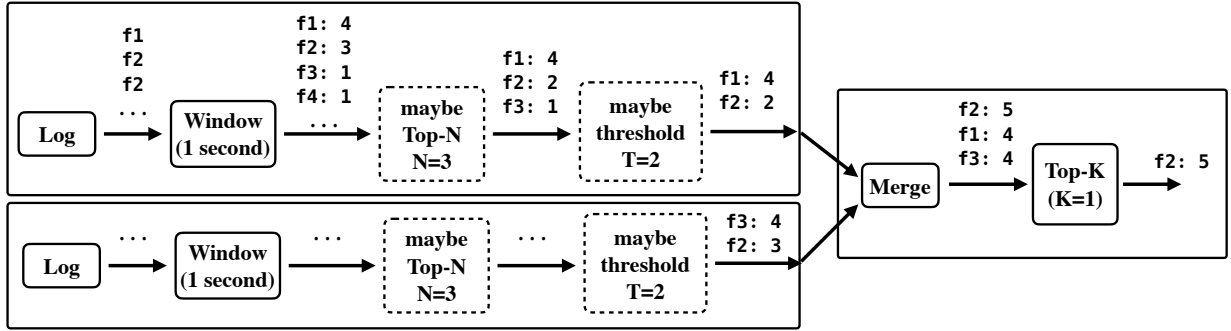 f1
f2
f2
...
Log
Window
(1 second)
f1: 4
f2: 3
f3: 1
f4: 1
...
maybe
Top-N
N=3
f1: 4
f2: 2
f3: 1
maybe
threshold
T=2
f1: 4
f2: 2
...
Log
Window
(1 second)
...
maybe
Top-N
N=3
...
maybe
threshold
T=2
f3: 4
f2: 3
Merge
f2: 5
f1: 4
f3: 4
Top-K
(K=1)
f2: 5